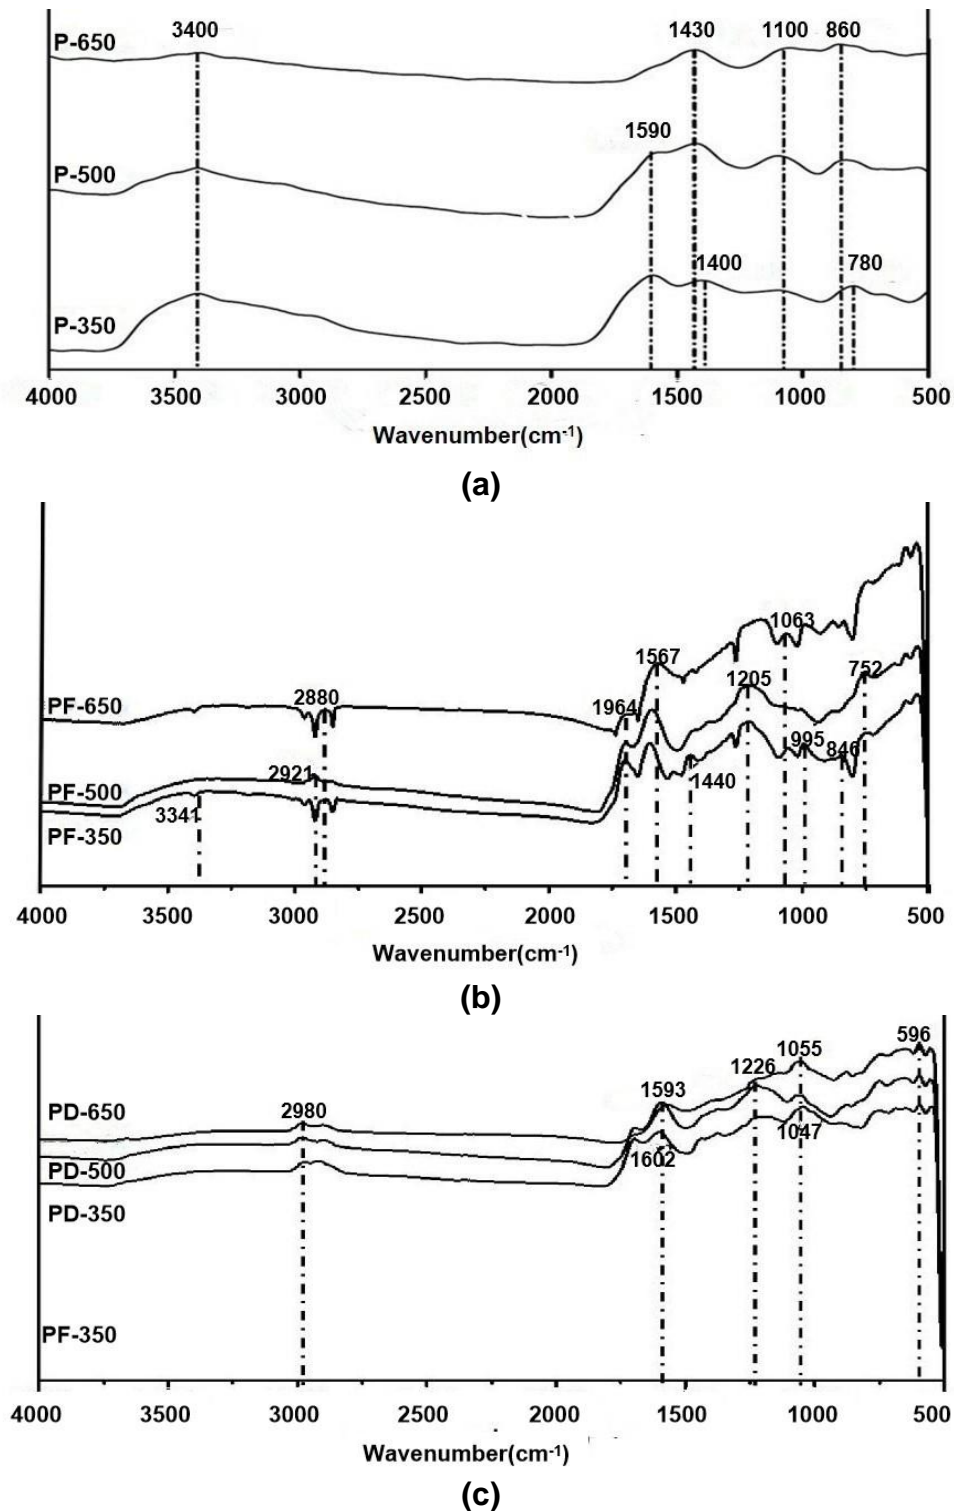 3400 1430 1100 860
P-650
1590
P-500
1400 780
P-350
4000 3500 3000 2500 2000 1500 1000 500
Wavenumber(cm-1)
(a)
1063
1567
1205 752
2880
PF-650 1964
995 846
2921
1440
PF-500
3341
PF-350
4000 3500 3000 2500 2000 1500 1000 500
Wavenumber(cm-1)
(b)
596
1055
1226
1593
2980
PD-650
1047
1602
PD-500
PD-350
PF-350
4000 3500 3000 2500 2000 1500 1000 500
Wavenumber(cm-1)
(c)